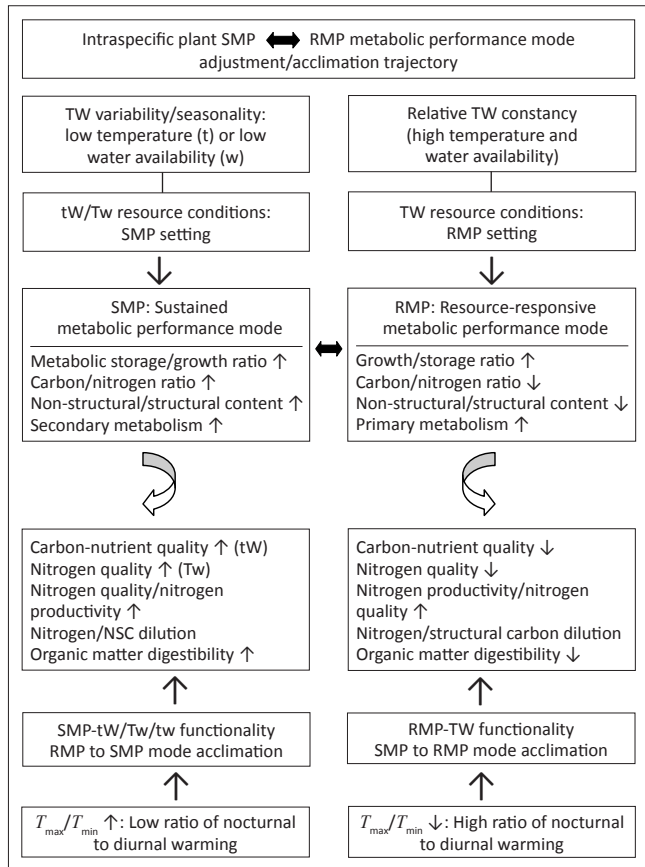 Intraspecific plant SMP ⬌ RMP metabolic performance mode
adjustment/acclimation trajectory
TW variability/seasonality:
low temperature (t) or low
water availability (w)
tW/Tw resource conditions:
SMP setting
SMP: Sustained
metabolic performance mode
Metabolic storage/growth ratio ↑
Carbon/nitrogen ratio ↑
Non-structural/structural content ↑
Secondary metabolism ↑
Carbon-nutrient quality ↑ (tW)
Nitrogen quality ↑ (Tw)
Nitrogen quality/nitrogen
productivity ↑
Nitrogen/NSC dilution
Organic matter digestibility ↑
SMP-tW/Tw/tw functionality
RMP to SMP mode acclimation
Tmax/Tmin ↑: Low ratio of nocturnal
to diurnal warming
Relative TW constancy
(high temperature and
water availability)
TW resource conditions:
RMP setting
RMP: Resource-responsive
metabolic performance mode
Growth/storage ratio ↑
Carbon/nitrogen ratio ↓
Non-structural/structural content ↓
Primary metabolism ↑
Carbon-nutrient quality ↓
Nitrogen quality ↓
Nitrogen productivity/nitrogen
quality ↑
Nitrogen/structural carbon dilution
Organic matter digestibility ↓
RMP-TW functionality
SMP to RMP mode acclimation
Tmax/Tmin ↓: High ratio of nocturnal
to diurnal warming